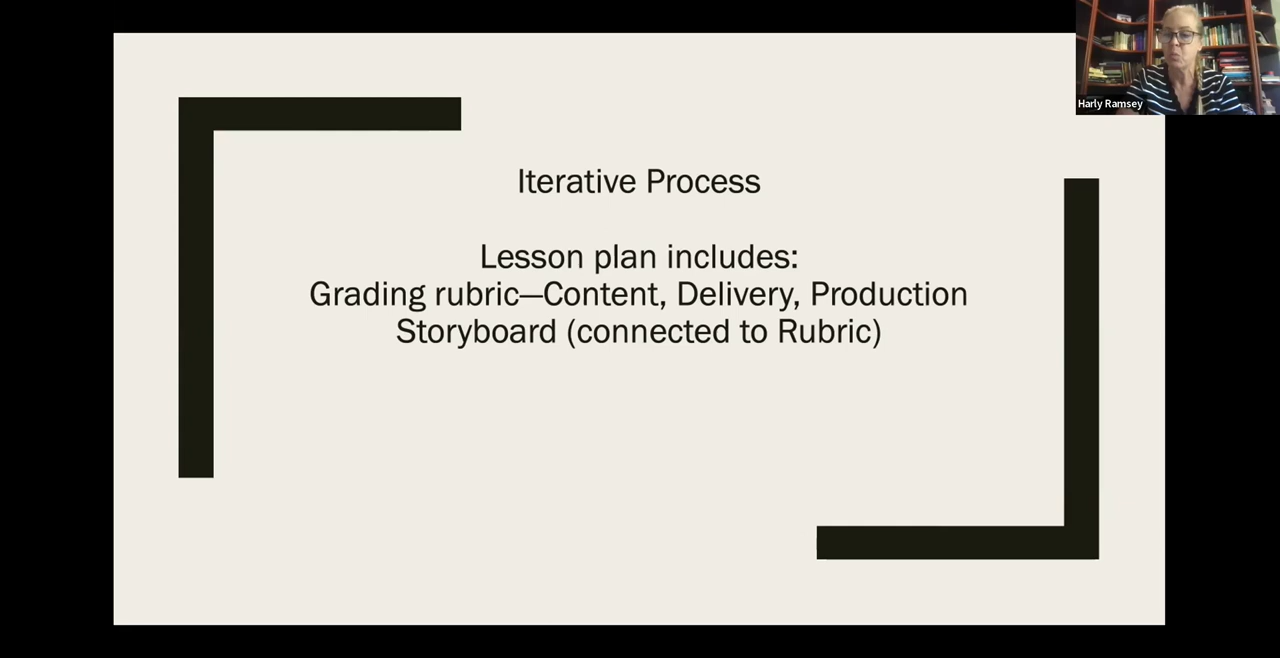 Harly Ramsey
Iterative Process
Lesson plan includes:
Grading rubric—Content, Delivery, Production
Storyboard (connected to Rubric)